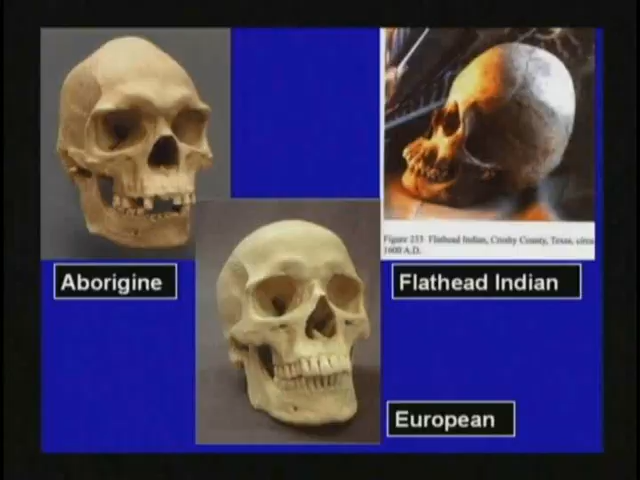 Figure 233 Flathead Indian, Crosby County, Texas, circa
1600 A.D.
Aborigine
Flathead Indian
European